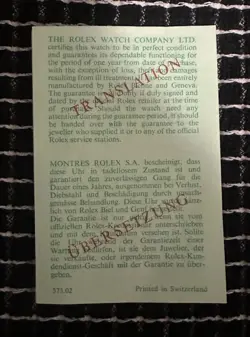 THE ROLEX WATCH COMPANY LTD.
certifies this watch to be in perfect condition
and guarantees its dependable functioning for
the period of one year from date of purchase,
with the exception of loss, theft or damages
resulting from ill treatment. It has been entirely
manufactured by Rolex Bienne and Geneva.
The guarantee is only if duly signed and
dated by the official Rolex retailer at the time
of purchase. Should the watch need any
attention during the guarantee period, it should
be handed over with the guarantee to the
jeweller who supplied it or to any of the official
Rolex service stations.
TRANSLATION
MONTRES ROLEX S.A. bescheinigt, dass
diese Uhr in tadellosem Zustand ist und
garantiert den zuverlässigen Gang für die
Dauer eines Jahres, ausgenommen bei Verlust,
Diebstahl und Beschädigung durch
gemässe Behandlung. Diese Uhr wurde
lich von Rolex Biel und Genf
Die Garantie ist nur wenn sie vom
offiziellen Rolex- unterschrieben
und mit dem versehen ist. Sollte
die Uhr während der Garantiezeit einer
Wartung bedürfen, ist sie dem Juwelier, der
sie verkaufte, oder irgendeinem Rolex-Kun-
dendienst-Geschäft mit der Garantie zu über-
geben.
ÜBERSETZUNG
571.02 Printed in Switzerland